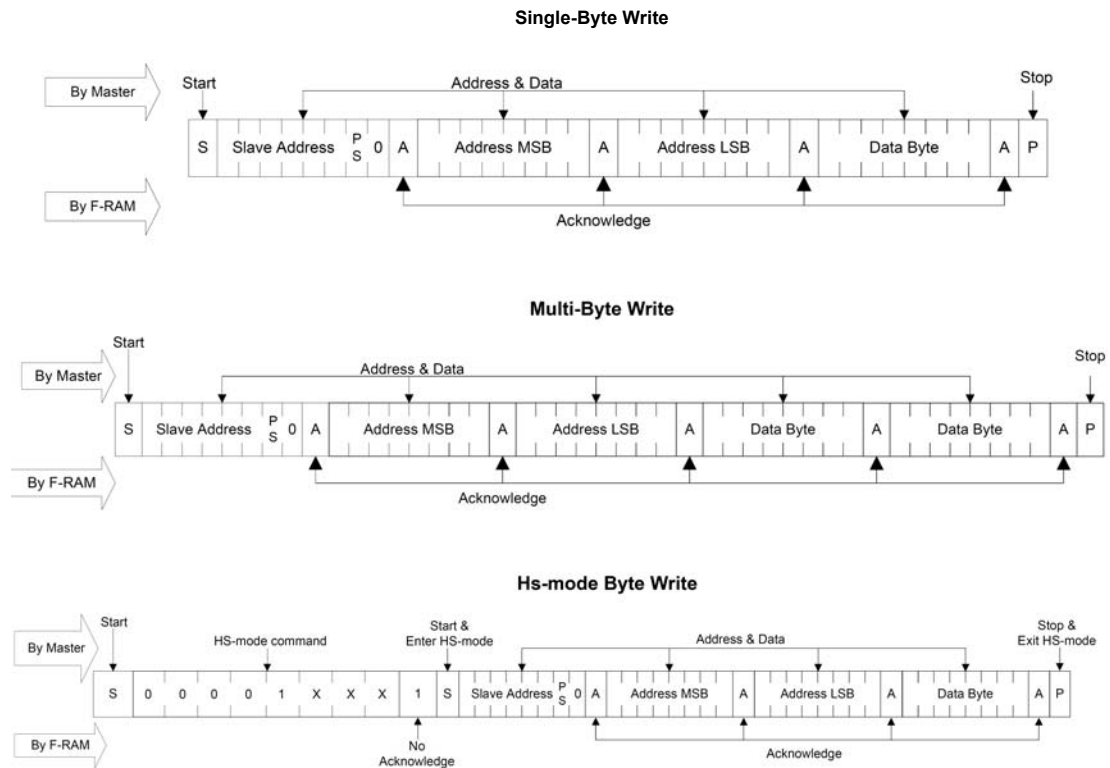 Single-Byte Write
By Master
Start
Address & Data
Stop
S Slave Address PS 0 A Address MSB A Address LSB A Data Byte A P
By F-RAM
Acknowledge
Multi-Byte Write
By Master
Start
Address & Data
Stop
S Slave Address PS 0 A Address MSB A Address LSB A Data Byte A Data Byte A P
By F-RAM
Acknowledge
Hs-mode Byte Write
By Master
Start
HS-mode command
Start &
Enter HS-mode
Address & Data
Stop &
Exit HS-mode
S 0 0 0 0 1 X X X 1 S Slave Address PS 0 A Address MSB A Address LSB A Data Byte A P
By F-RAM
No
Acknowledge
Acknowledge